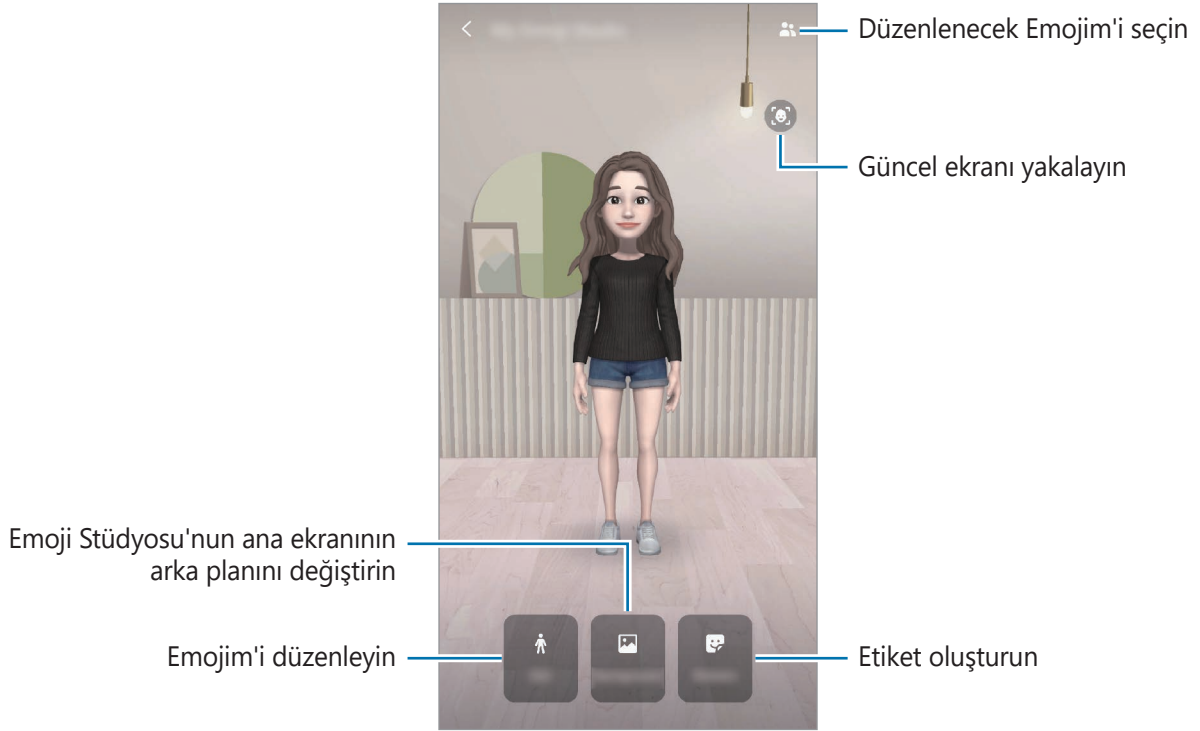 Düzenlenecek Emojim'i seçin
Güncel ekranı yakalayın
Emoji Stüdyosu'nun ana ekranının
arka planını değiştirin
Emojim'i düzenleyin
Etiket oluşturun